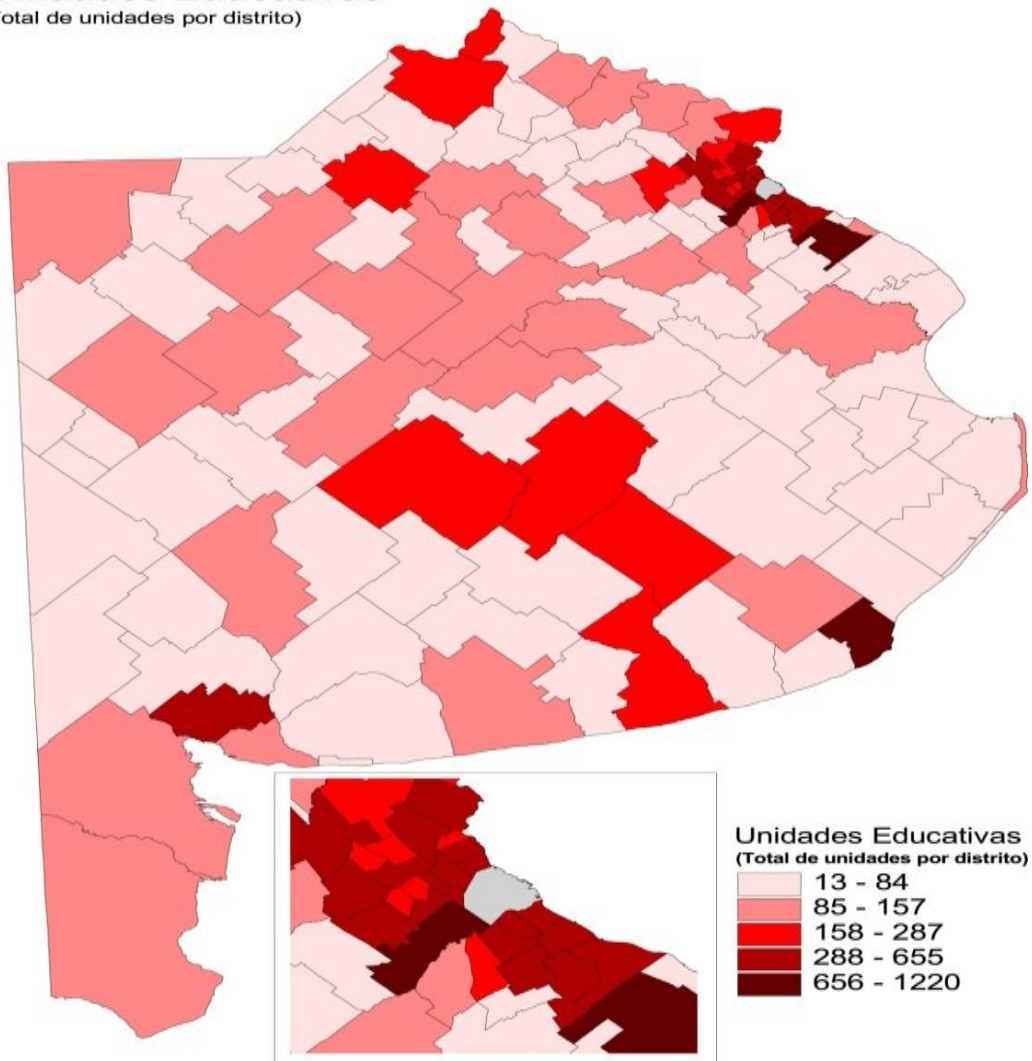 (Total de unidades por distrito)
Unidades Educativas
(Total de unidades por distrito)
13 - 84
85 - 157
158 - 287
288 - 655
656 - 1220